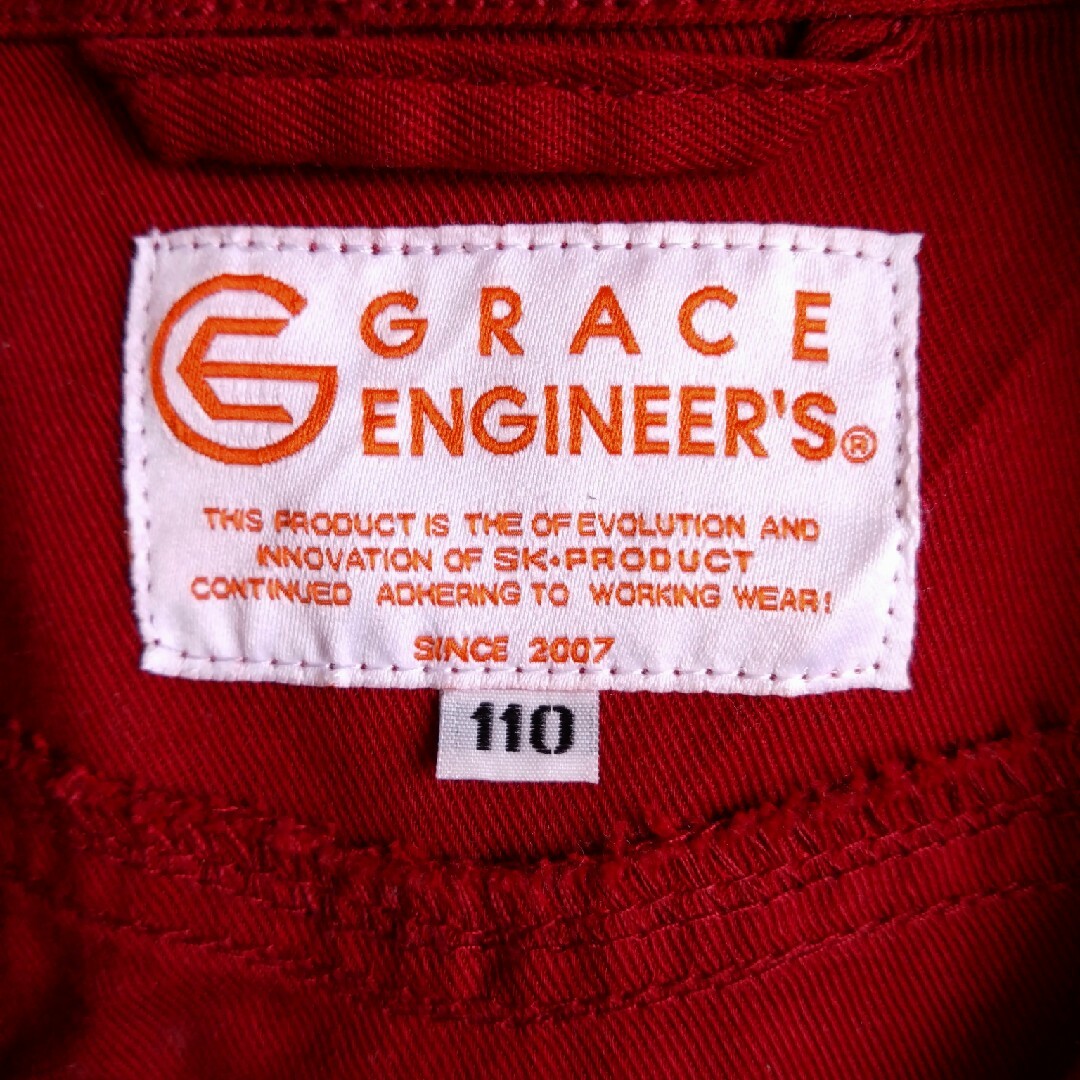 GRACE
ENGINEER'S®
THIS PRODUCT IS THE OF EVOLUTION AND
INNOVATION OF SK·PRODUCT
CONTINUED ADHERING TO WORKING WEAR!
SINCE 2007
110